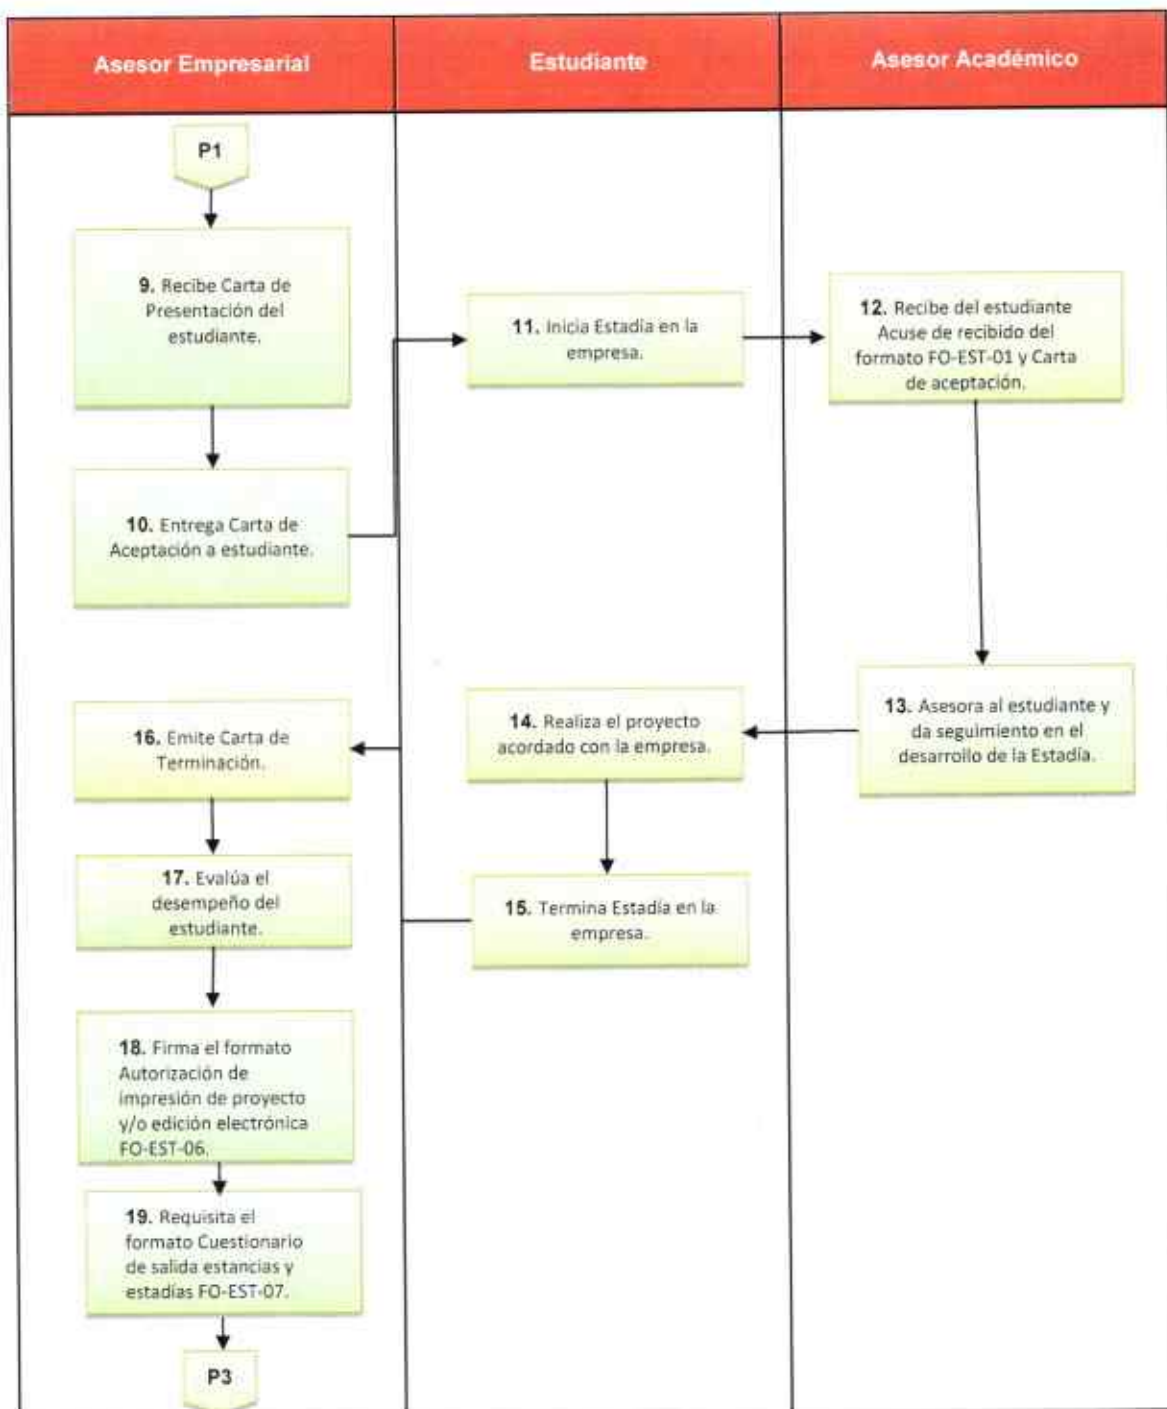 Asesor Empresarial
Estudiante
Asesor Académico
P1
9. Recibe Carta de
Presentación del
estudiante.
10. Entrega Carta de
Aceptación a estudiante.
11. Inicia Estadía en la
empresa.
12. Recibe del estudiante
Acuse de recibido del
formato FO-EST-01 y Carta
de aceptación.
13. Asesora al estudiante y
da seguimiento en el
desarrollo de la Estadía.
14. Realiza el proyecto
acordado con la empresa.
15. Termina Estadía en la
empresa.
16. Emite Carta de
Terminación.
17. Evalúa el
desempeño del
estudiante.
18. Firma el formato
Autorización de
impresión de proyecto
y/o edición electrónica
FO-EST-06.
19. Requisita el
formato Cuestionario
de salida estancias y
estadías FO-EST-07.
P3